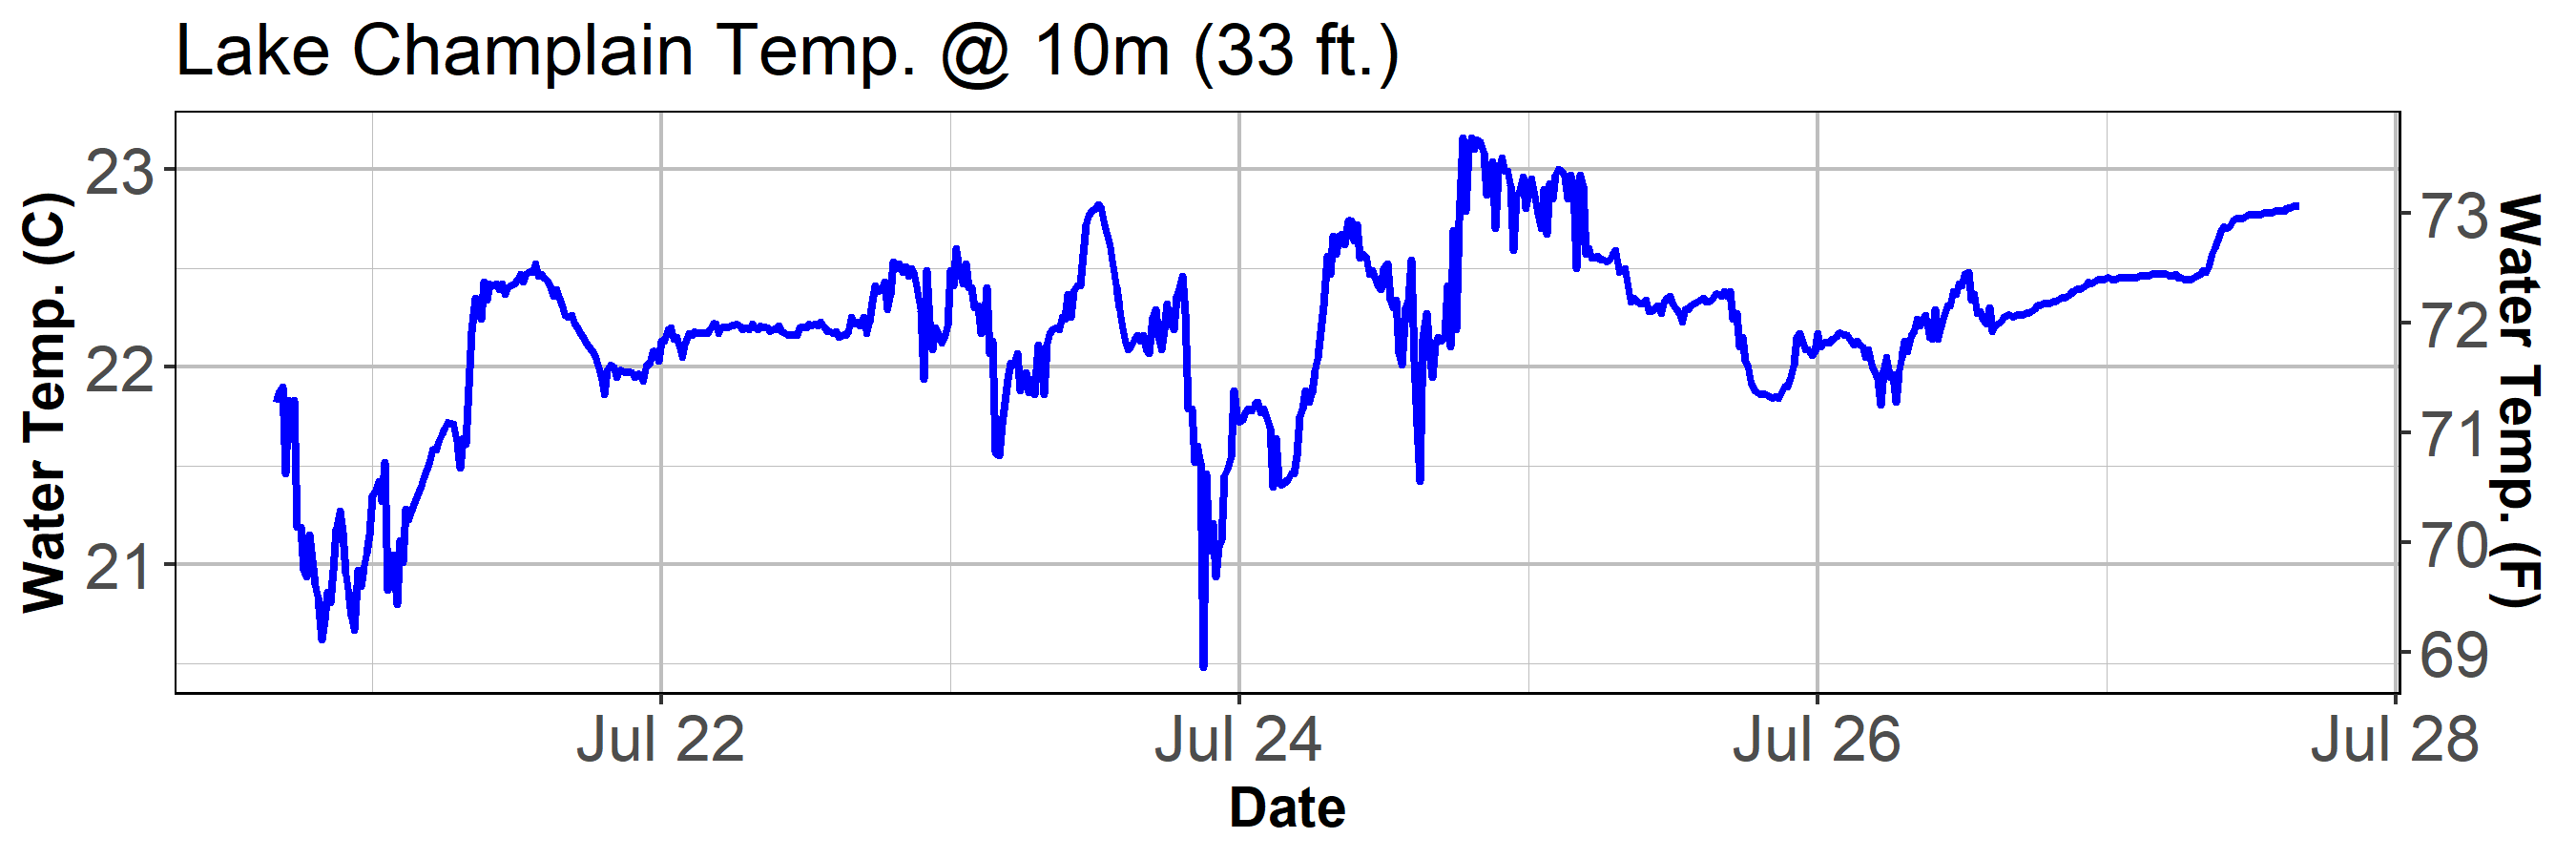 Lake Champlain Temp. @ 10m (33 ft.)
Water Temp. (C)
23
22
21
73
72
71
70
69
Water Temp. (F)
Jul 22 Jul 24 Jul 26 Jul 28
Date